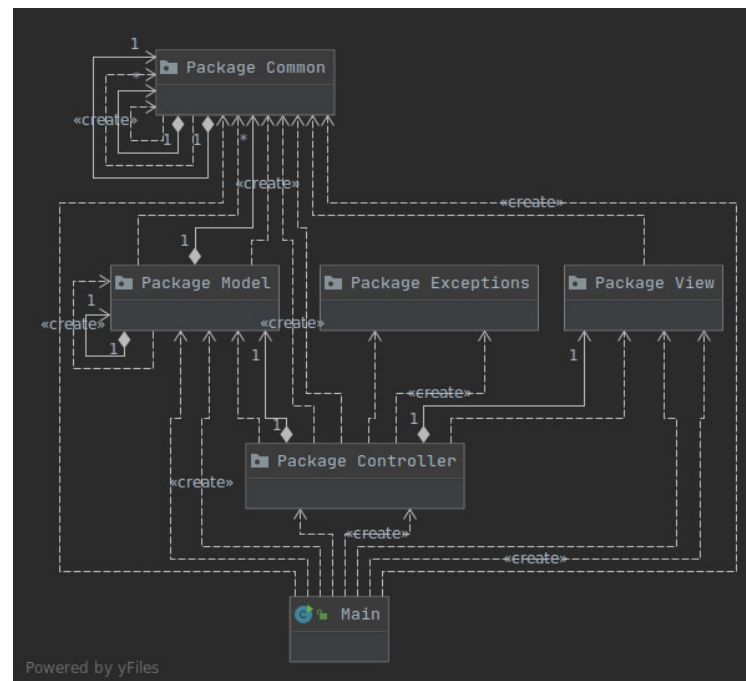 1
Package Common
*
«create»
1
1
*
«create»
«create»
1
Package Model
Package Exceptions
Package View
1
«create»
«create»
1
1
1
«create»
1
1
Package Controller
«create»
«create»
«create»
Main
Powered by yFiles